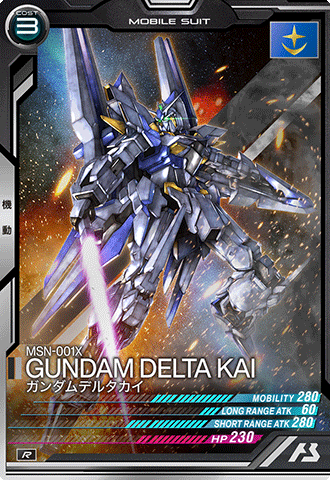 COST
3
MOBILE SUIT
機動
MSN-001X
GUNDAM DELTA KAI
ガンダムデルタカイ
MOBILITY 280
LONG RANGE ATK 60
SHORT RANGE ATK 280
HP 230
R